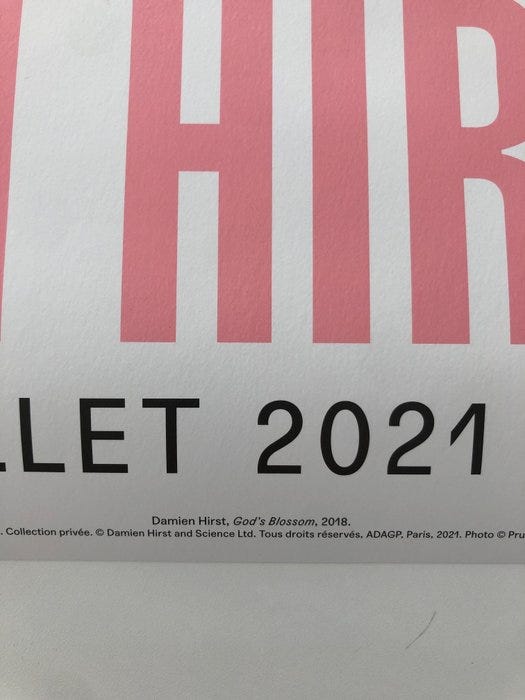 HIR
LLET 2021
Damien Hirst, God's Blossom, 2018.
. Collection privée. © Damien Hirst and Science Ltd. Tous droits réservés, ADAGP, Paris, 2021. Photo © Pru